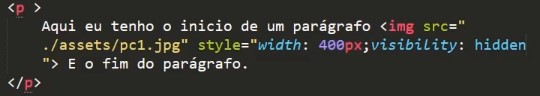 <p >
Aqui eu tenho o inicio de um parágrafo <img src="
./assets/pc1.jpg" style="width: 400px;visibility: hidden
"> E o fim do parágrafo.
</p>